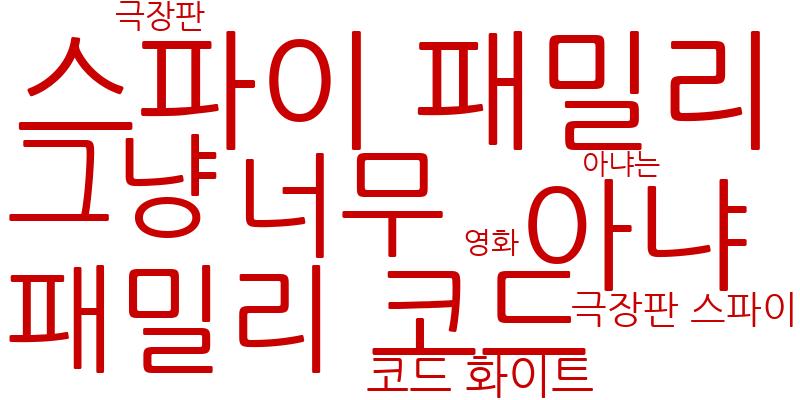 극장판
스파이 패밀리
그냥 너무
아냐는
아냐
영화
패밀리 코드
극장판 스파이
코드 화이트